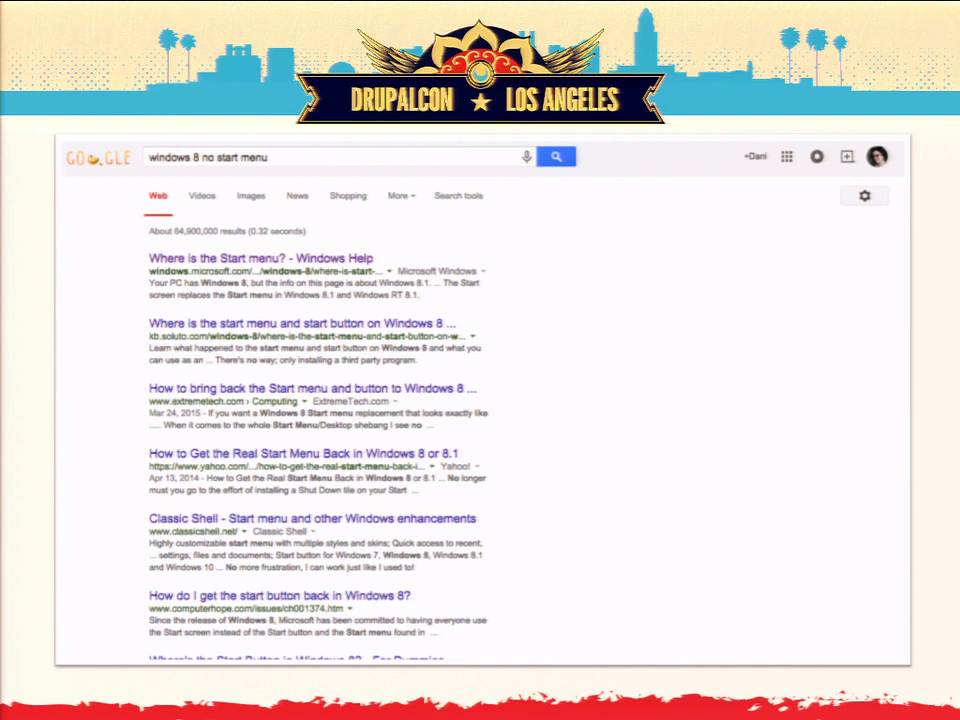 DRUPALCON ★ LOS ANGELES
GOOGLE
windows 8 no start menu
+Dani
Web Videos Images News Shopping More Search tools
About 64,900,000 results (0.32 seconds)
Where is the Start menu? - Windows Help
windows.microsoft.com/.../windows-8/where-is-start-... Microsoft Windows
Your PC has Windows 8, but the info on this page is about Windows 8.1. ... The Start
screen replaces the Start menu in Windows 8.1 and Windows RT 8.1.
Where is the start menu and start button on Windows 8 ...
kb.soluto.com/windows-8/where-is-the-start-menu-and-start-button-on-w...
Learn what happened to the start menu and start button on Windows 8 and what you
can use as an ... There's no way; only installing a third party program.
How to bring back the Start menu and button to Windows 8 ...
www.extremetech.com › Computing ExtremeTech.com
Mar 24, 2015 - If you want a Windows 8 Start menu replacement that looks exactly like
..... When it comes to the whole Start Menu/Desktop shebang I see no ...
How to Get the Real Start Menu Back in Windows 8 or 8.1
https://www.yahoo.com/.../how-to-get-the-real-start-menu-back-i... Yahoo!
Apr 13, 2014 - How to Get the Real Start Menu Back in Windows 8 or 8.1 ... No longer
must you go to the effort of installing a Shut Down tile on your Start ...
Classic Shell - Start menu and other Windows enhancements
www.classicshell.net/ Classic Shell
Highly customizable start menu with multiple styles and skins; Quick access to recent,
... settings, files and documents; Start button for Windows 7, Windows 8, Windows 8.1
and Windows 10 ... No more frustration, I can work just like I used to!
How do I get the start button back in Windows 8?
www.computerhope.com/issues/ch001374.htm
Since the release of Windows 8, Microsoft has been committed to having everyone use
the Start screen instead of the Start button and the Start menu found in ...
Where's the Start Button in Windows 8? - For Dummies